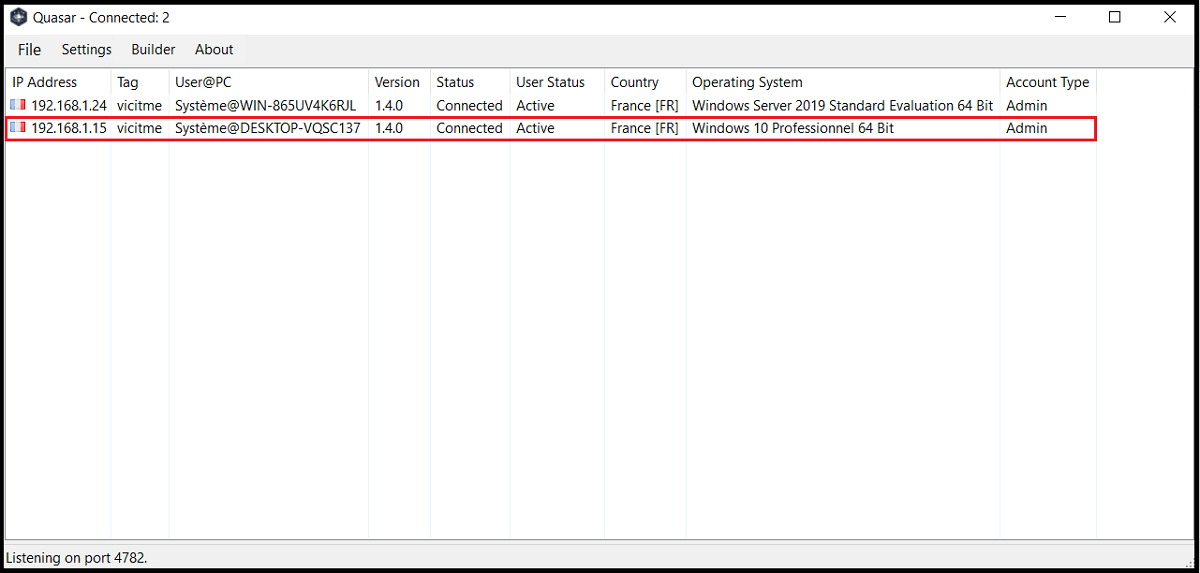 Quasar - Connected: 2
File Settings Builder About
IP Address Tag User@PC Version Status User Status Country Operating System Account Type
192.168.1.24 vicitme Système@WIN-865UV4K6RJL 1.4.0 Connected Active France [FR] Windows Server 2019 Standard Evaluation 64 Bit Admin
192.168.1.15 vicitme Système@DESKTOP-VQSC137 1.4.0 Connected Active France [FR] Windows 10 Professionnel 64 Bit Admin
Listening on port 4782.